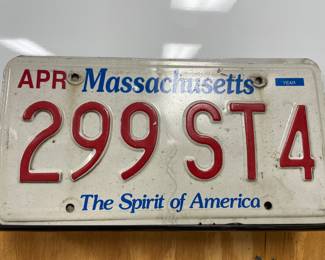 APR Massachusetts YEAR
299 ST4
The Spirit of America